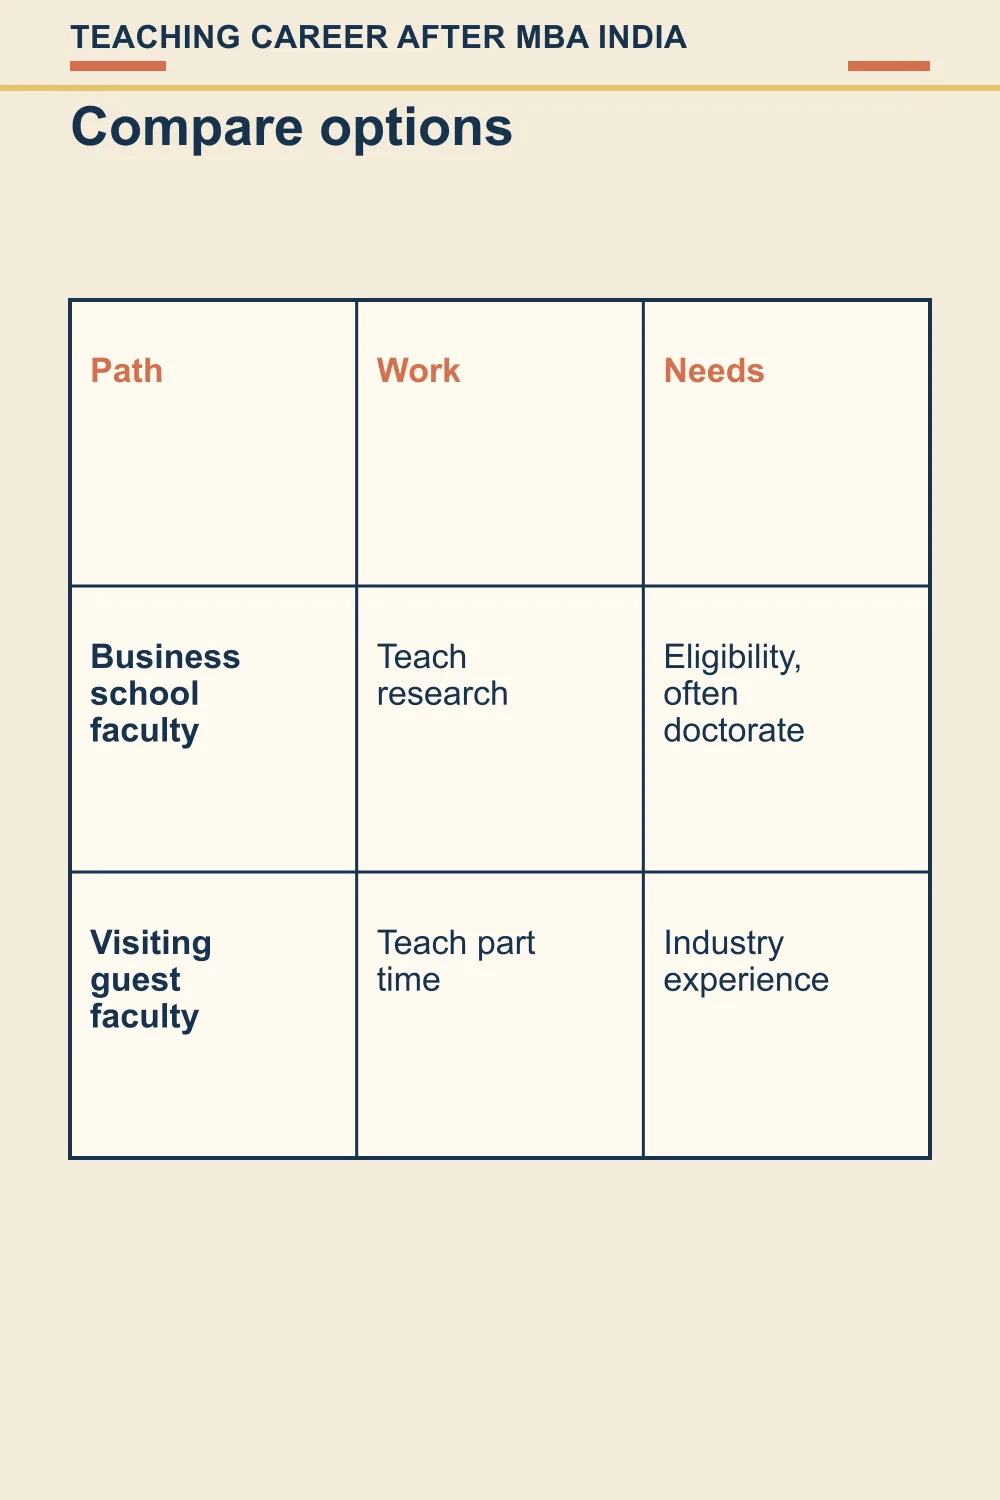 TEACHING CAREER AFTER MBA INDIA
Compare options
Path
Work
Needs
Business
school
faculty
Teach
research
Eligibility,
often
doctorate
Visiting
guest
faculty
Teach part
time
Industry
experience